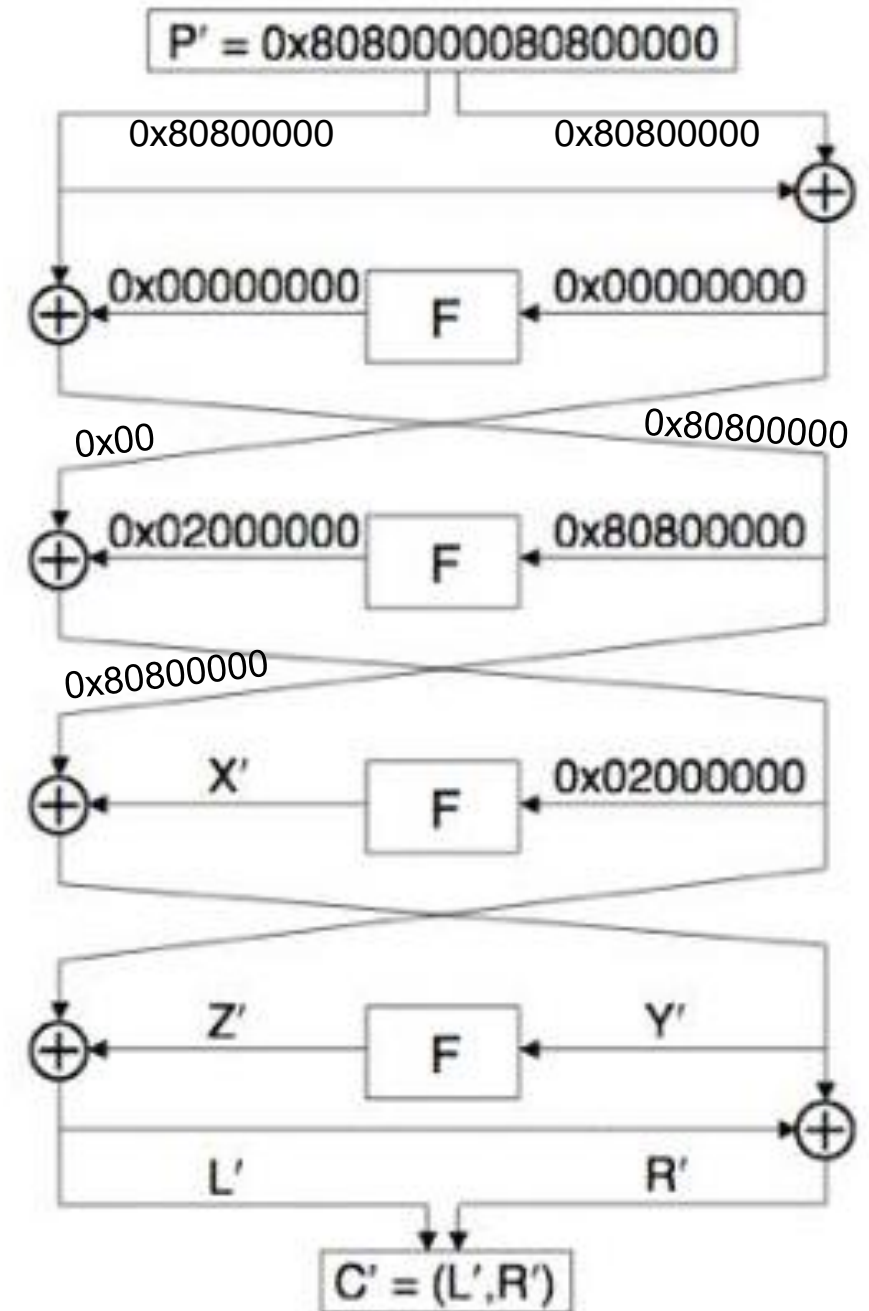 P′ = 0x8080000080800000
0x80800000 0x80800000
0x00000000 F 0x00000000
0x00 0x80800000
0x02000000 F 0x80800000
0x80800000
X′ F 0x02000000
Z′ F Y′
L′ R′
C′ = (L′,R′)